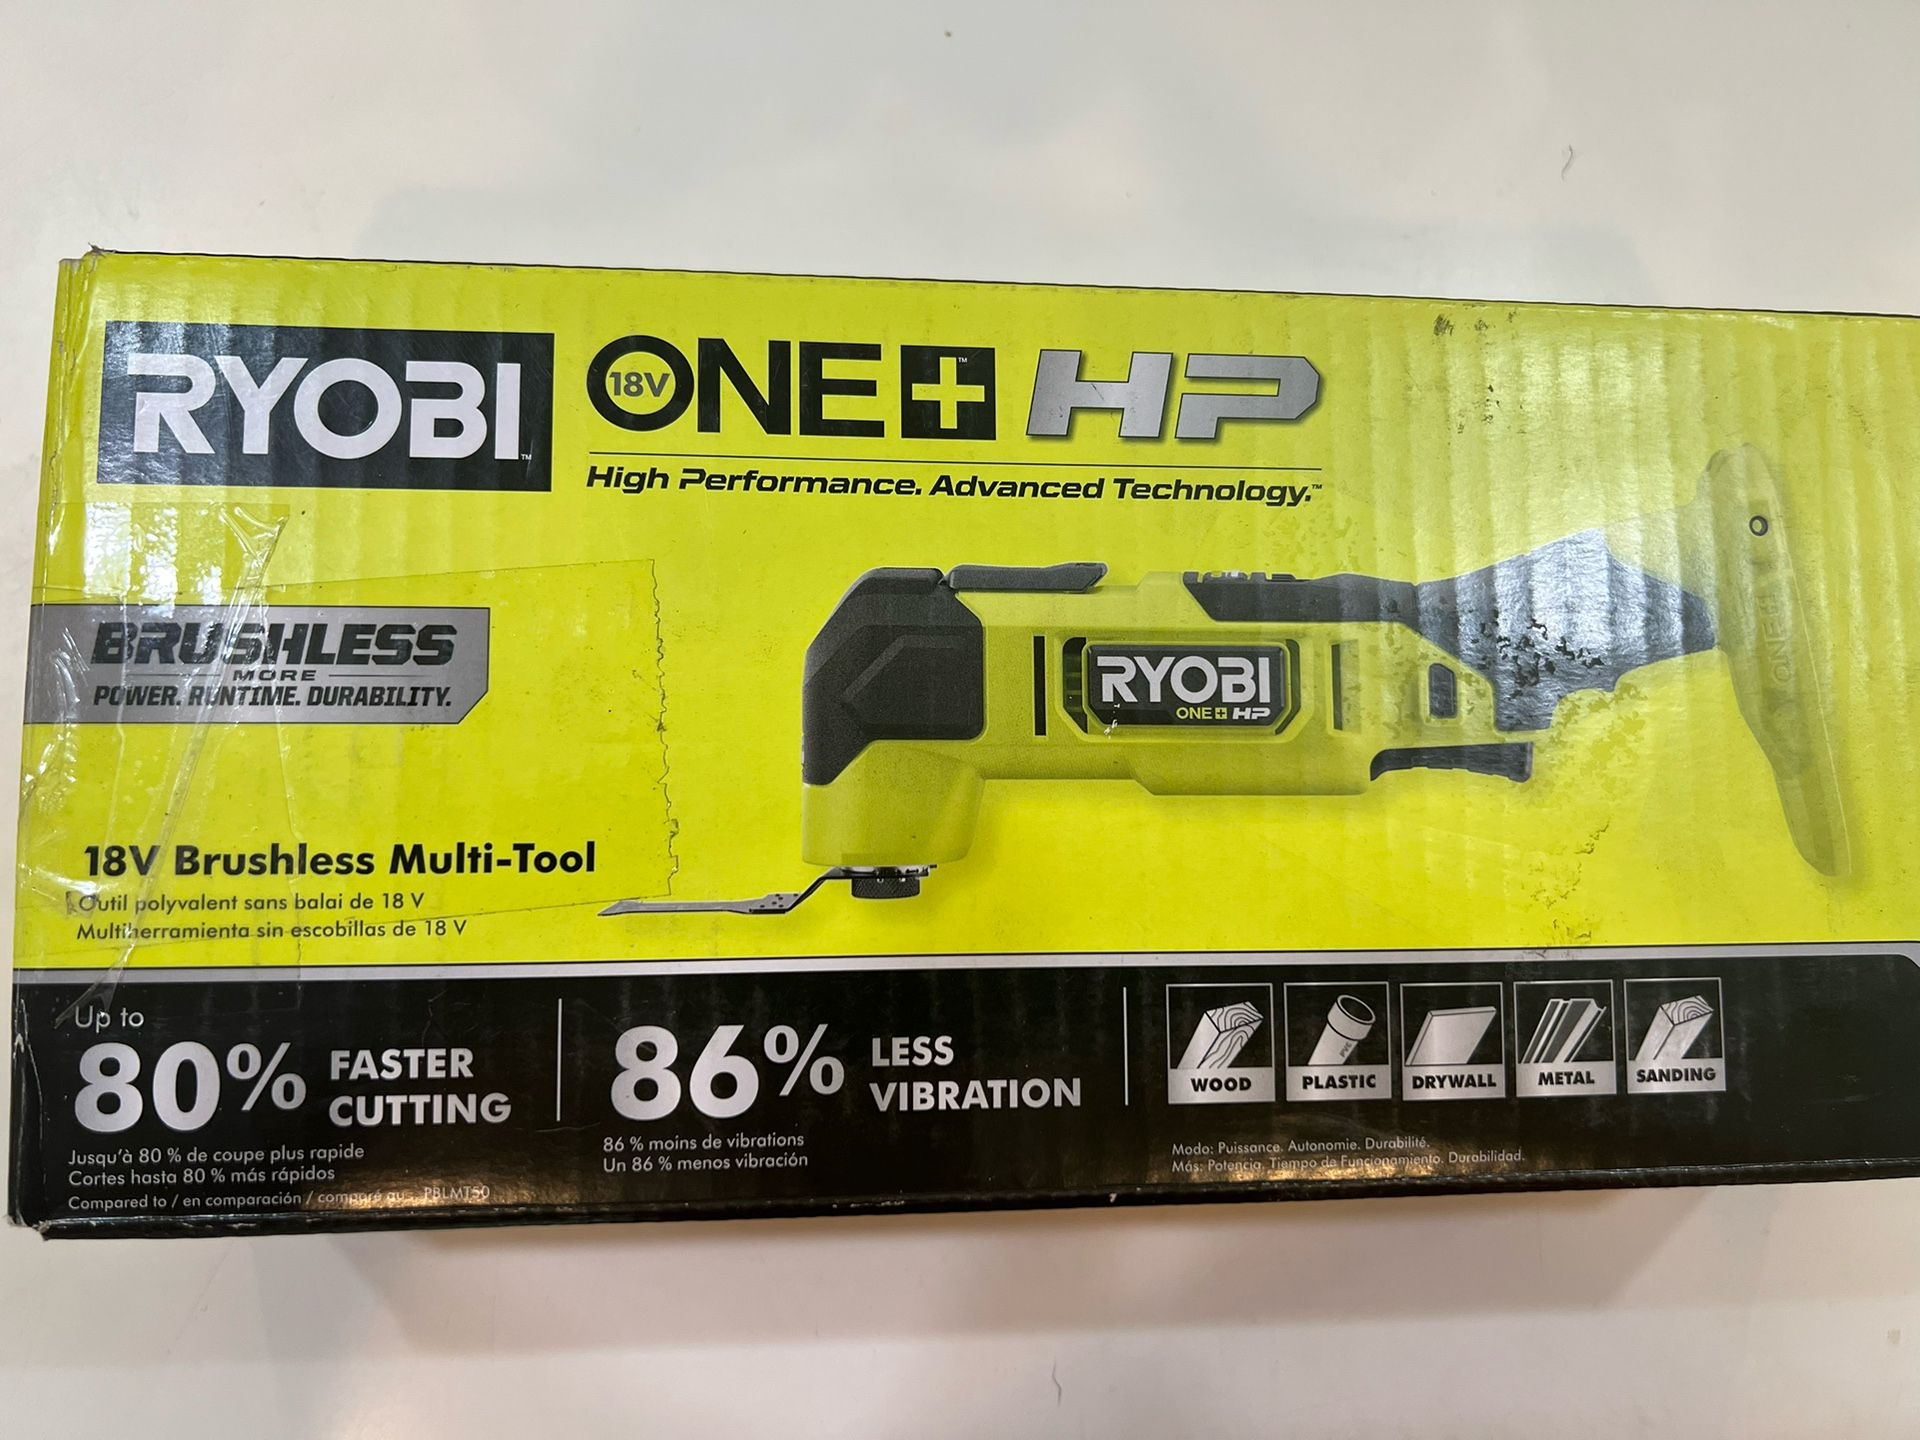 RYOBI™
18V ONE+™ HP
High Performance. Advanced Technology.™
BRUSHLESS
MORE
POWER. RUNTIME. DURABILITY.
RYOBI
ONE+ HP
ONE+
18V Brushless Multi-Tool
Outil polyvalent sans balai de 18 V
Multiherramienta sin escobillas de 18 V
Up to
80% FASTER CUTTING
Jusqu'à 80 % de coupe plus rapide
Cortes hasta 80 % más rápidos
Compared to / en comparación / comparé au PBLMT50
86% LESS VIBRATION
86 % moins de vibrations
Un 86 % menos vibración
WOOD
PLASTIC
PVC
DRYWALL
METAL
SANDING
Modo: Puissance. Autonomie. Durabilité.
Más: Potencia. Tiempo de Funcionamiento. Durabilidad.